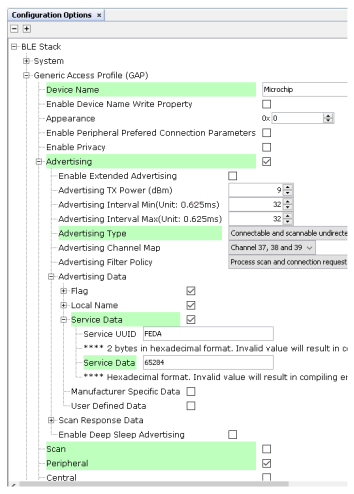 Configuration Options ×
BLE Stack
System
Generic Access Profile (GAP)
Device Name Microchip
Enable Device Name Write Property
Appearance 0x 0
Enable Peripheral Prefered Connection Parameters
Enable Privacy
Advertising
Enable Extended Advertising
Advertising TX Power (dBm) 9
Advertising Interval Min(Unit: 0.625ms) 32
Advertising Interval Max(Unit: 0.625ms) 32
Advertising Type Connectable and scannable undirecte
Advertising Channel Map Channel 37, 38 and 39
Advertising Filter Policy Process scan and connection request
Advertising Data
Flag
Local Name
Service Data
Service UUID FEDA
**** 2 bytes in hexadecimal format. Invalid value will result in c
Service Data 65284
**** Hexadecimal format. Invalid value will result in compiling er
Manufacturer Specific Data
User Defined Data
Scan Response Data
Enable Deep Sleep Advertising
Scan
Peripheral
Central